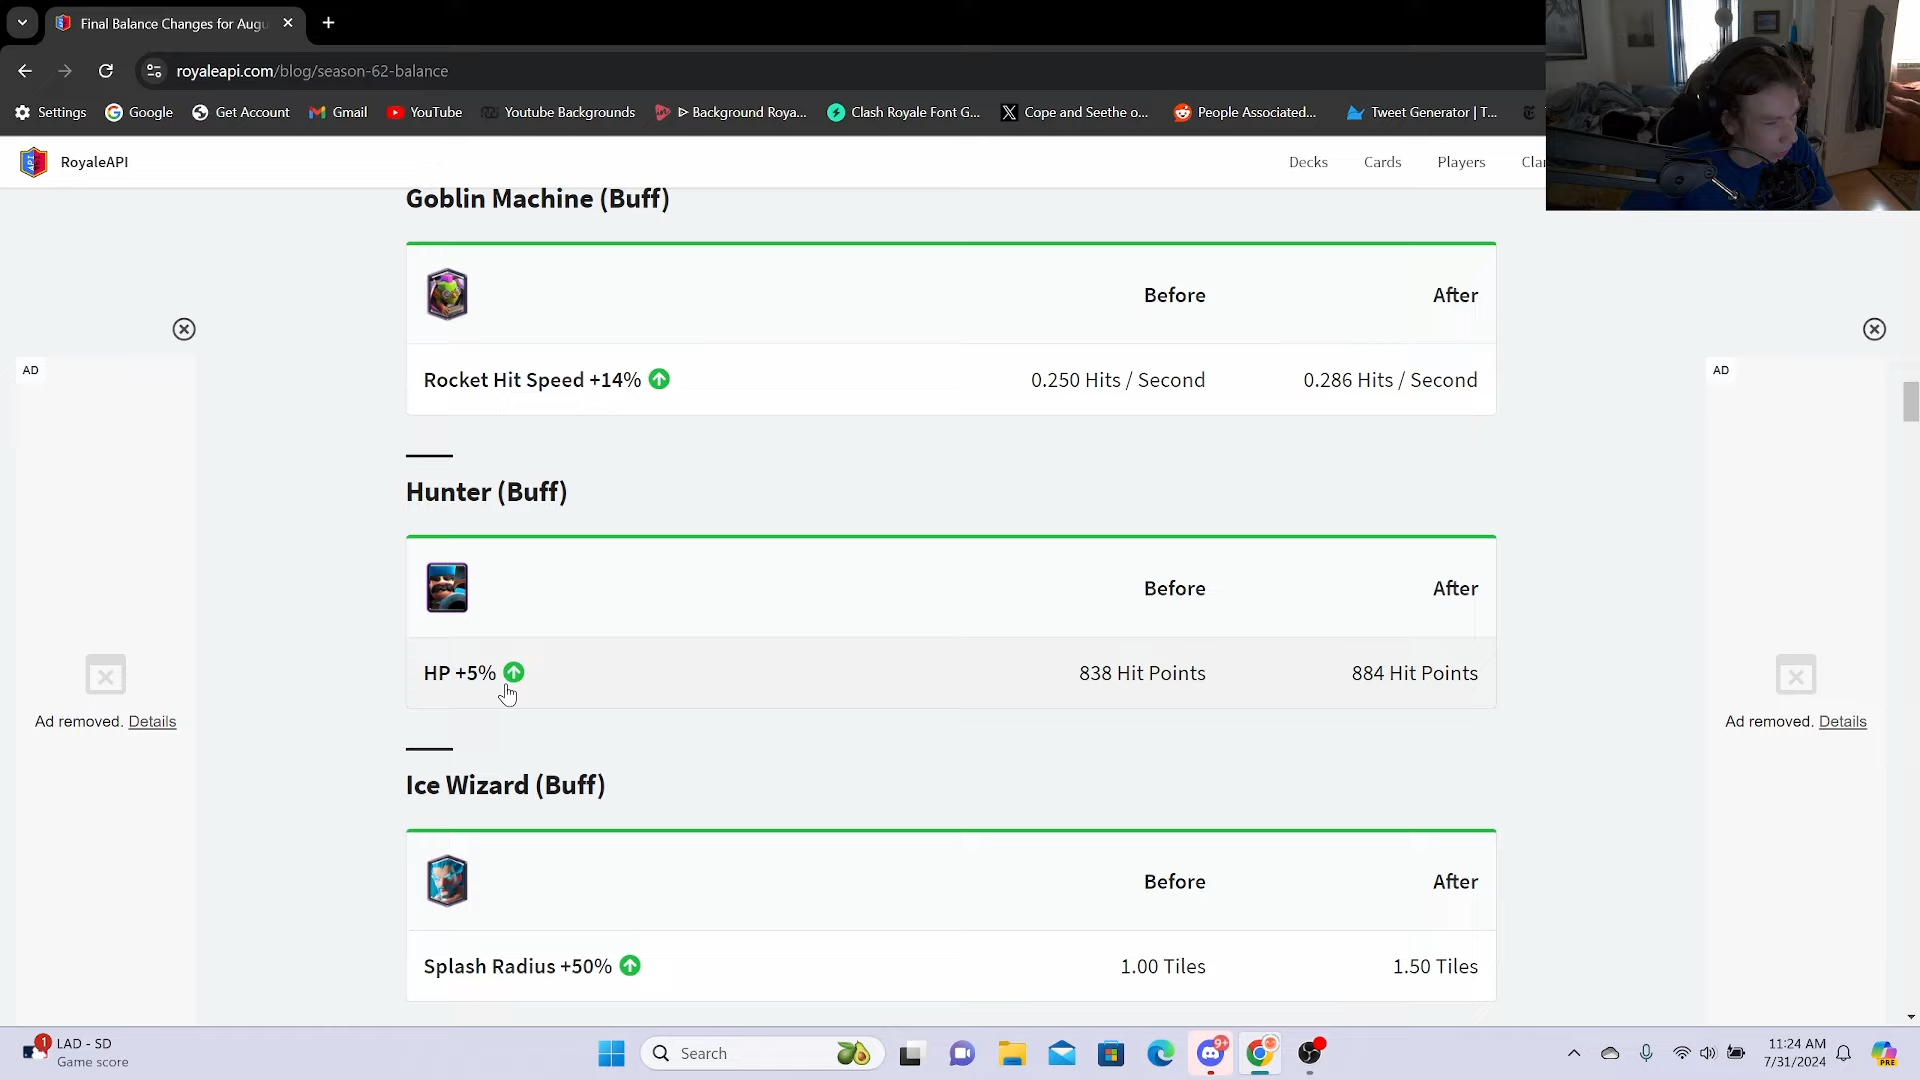 Final Balance Changes for Augu
royaleapi.com/blog/season-62-balance
Settings
Google
Get Account
Gmail
YouTube
Youtube Backgrounds
Background Roya...
Clash Royale Font G...
Cope and Seethe o...
People Associated...
Tweet Generator | T...
API
RoyaleAPI
Decks
Cards
Players
Clan
Goblin Machine (Buff)
Before
After
Rocket Hit Speed +14%
0.250 Hits / Second
0.286 Hits / Second
Hunter (Buff)
Before
After
HP +5%
838 Hit Points
884 Hit Points
Ice Wizard (Buff)
Before
After
Splash Radius +50%
1.00 Tiles
1.50 Tiles
AD
Ad removed. Details
AD
Ad removed. Details
1
LAD - SD
Game score
Search
9+
11:24 AM
7/31/2024
PRE